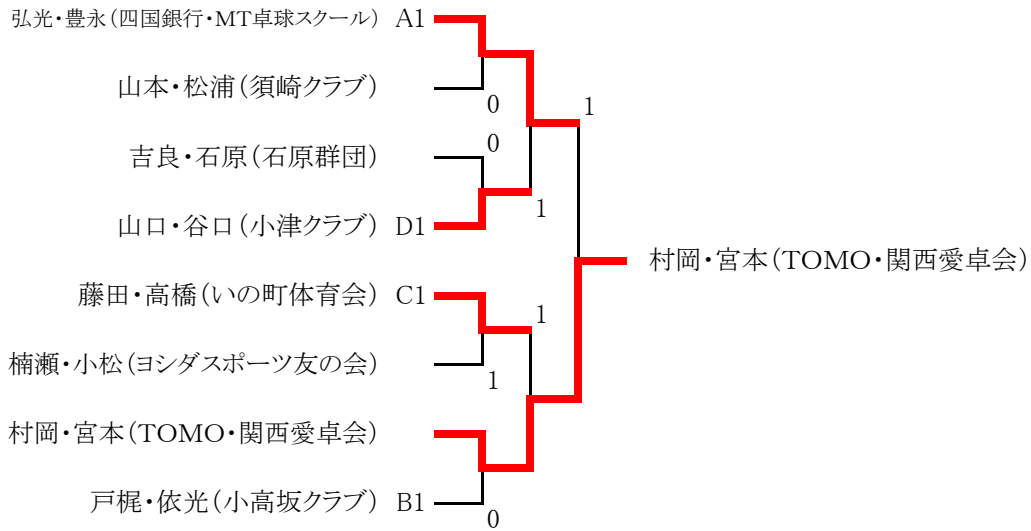 弘光・豊永(四国銀行・MT卓球スクール) A1
山本・松浦(須崎クラブ)
0
1
吉良・石原(石原群団)
0
山口・谷口(小津クラブ) D1
1
村岡・宮本(TOMO・関西愛卓会)
藤田・高橋(いの町体育会) C1
1
楠瀬・小松(ヨシダスポーツ友の会)
1
村岡・宮本(TOMO・関西愛卓会)
戸梶・依光(小高坂クラブ) B1
0